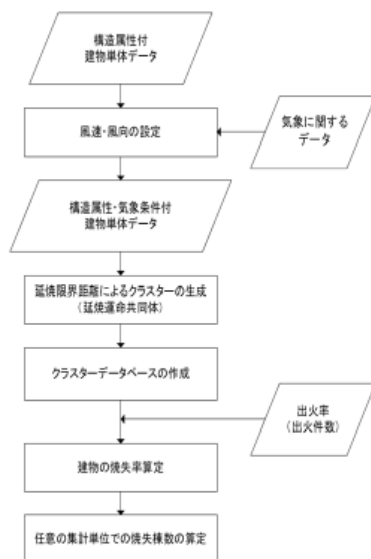 構造属性付
建物単体データ
風速・風向の設定
気象に関する
データ
構造属性・気象条件付
建物単体データ
延焼限界距離によるクラスターの生成
（延焼運命共同体）
クラスターデータベースの作成
出火率
（出火件数）
建物の焼失率算定
任意の集計単位での焼失棟数の算定